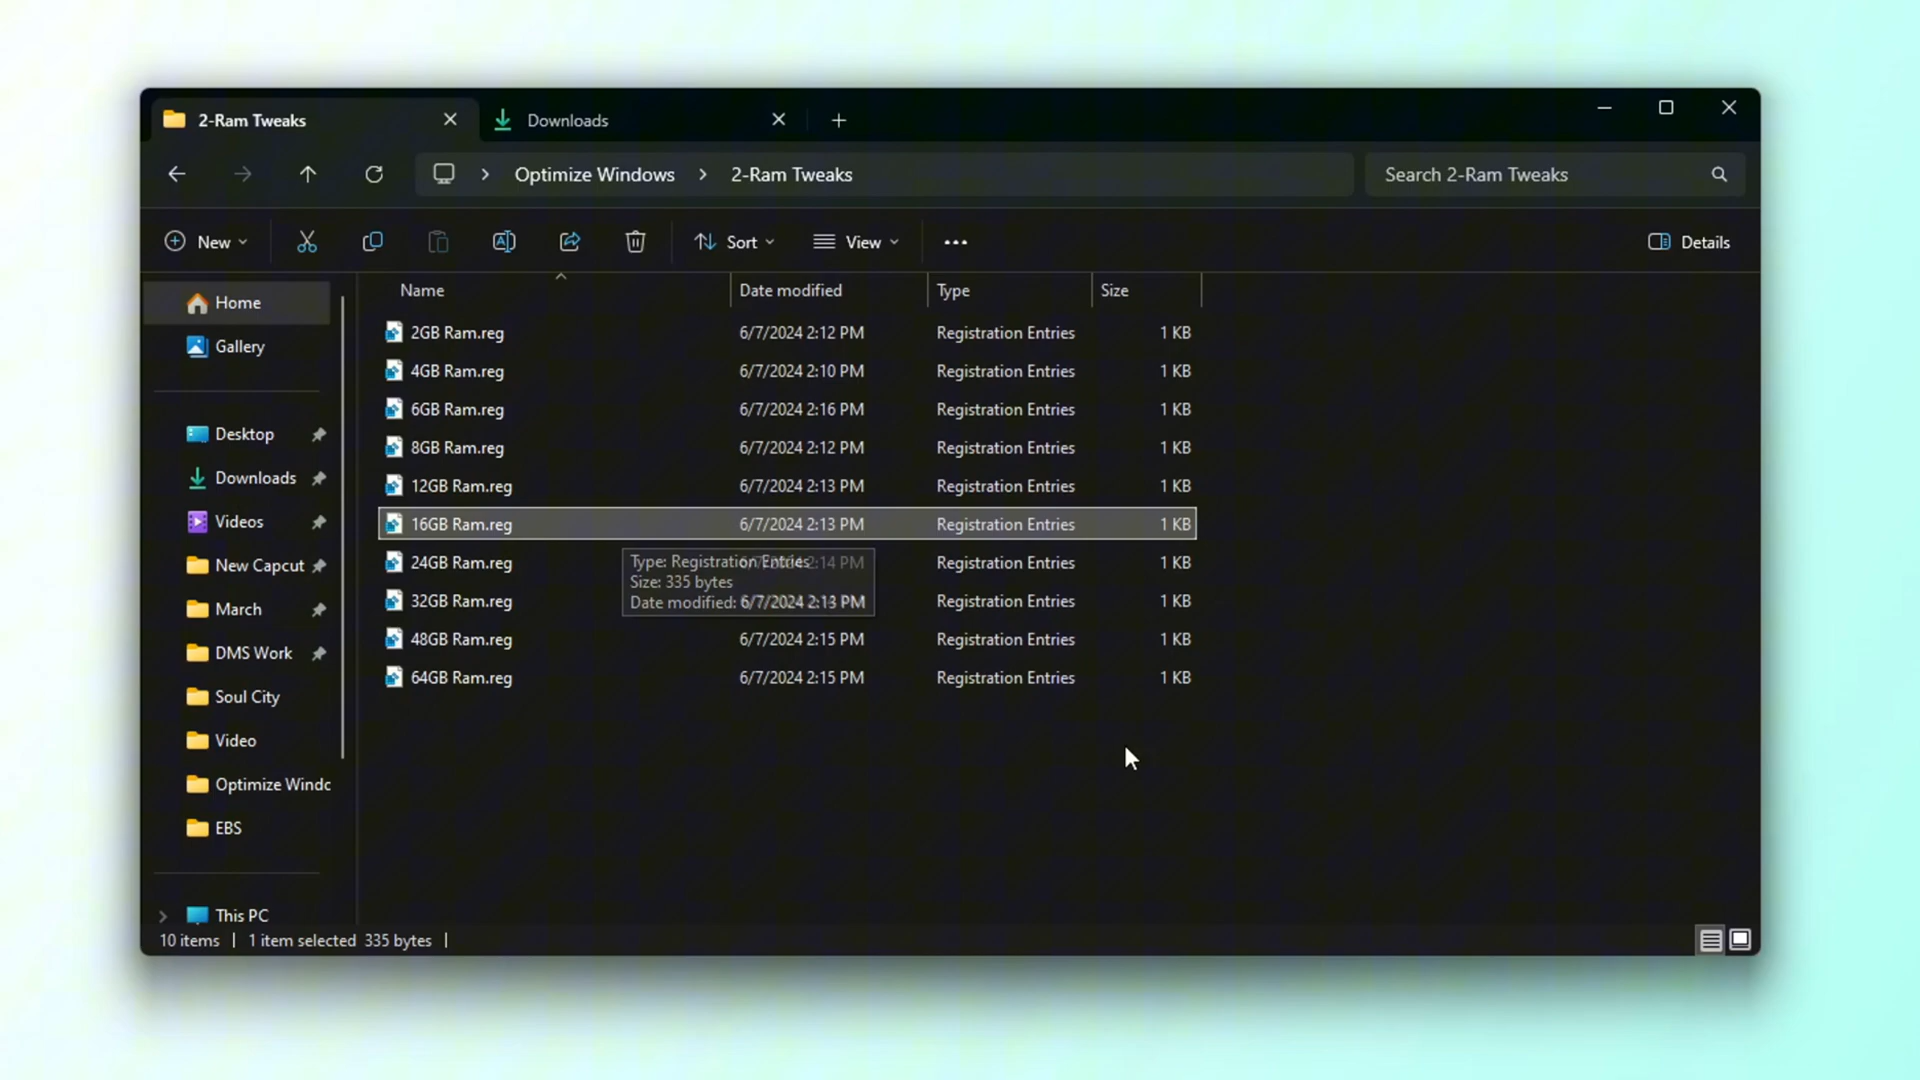 2-Ram Tweaks
Downloads
Optimize Windows
2-Ram Tweaks
Search 2-Ram Tweaks
New
Sort
View
Details
Home
Gallery
Desktop
Downloads
Videos
New Capcut
March
DMS Work
Soul City
Video
Optimize Windc
EBS
This PC
Name Date modified Type Size
2GB Ram.reg 6/7/2024 2:12 PM Registration Entries 1 KB
4GB Ram.reg 6/7/2024 2:10 PM Registration Entries 1 KB
6GB Ram.reg 6/7/2024 2:16 PM Registration Entries 1 KB
8GB Ram.reg 6/7/2024 2:12 PM Registration Entries 1 KB
12GB Ram.reg 6/7/2024 2:13 PM Registration Entries 1 KB
16GB Ram.reg 6/7/2024 2:13 PM Registration Entries 1 KB
24GB Ram.reg 2:14 PM Registration Entries 1 KB
32GB Ram.reg Registration Entries 1 KB
48GB Ram.reg 6/7/2024 2:15 PM Registration Entries 1 KB
64GB Ram.reg 6/7/2024 2:15 PM Registration Entries 1 KB
Type: Registration Entries
Size: 335 bytes
Date modified: 6/7/2024 2:13 PM
10 items
1 item selected 335 bytes